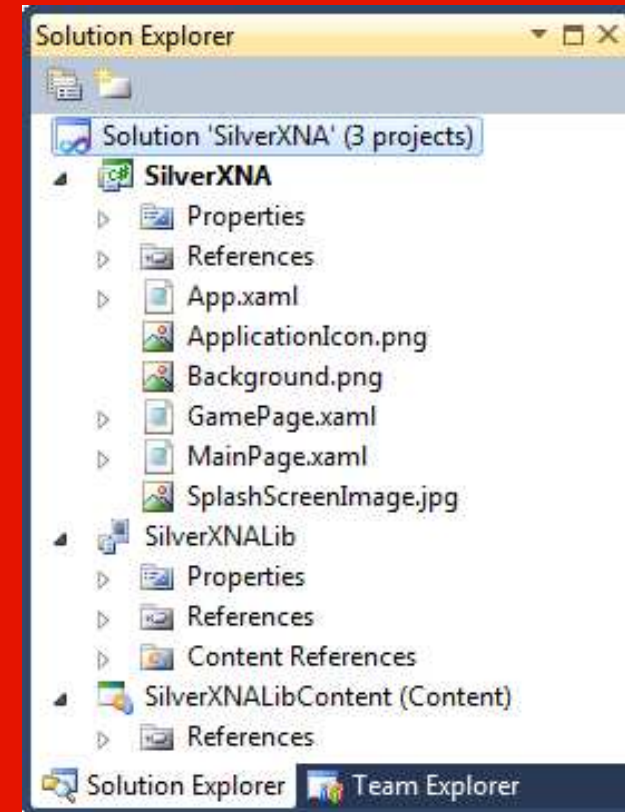 Solution Explorer
Solution 'SilverXNA' (3 projects)
C#
SilverXNA
Properties
References
App.xaml
ApplicationIcon.png
Background.png
GamePage.xaml
MainPage.xaml
SplashScreenImage.jpg
SilverXNALib
Properties
References
Content References
SilverXNALibContent (Content)
References
Solution Explorer Team Explorer